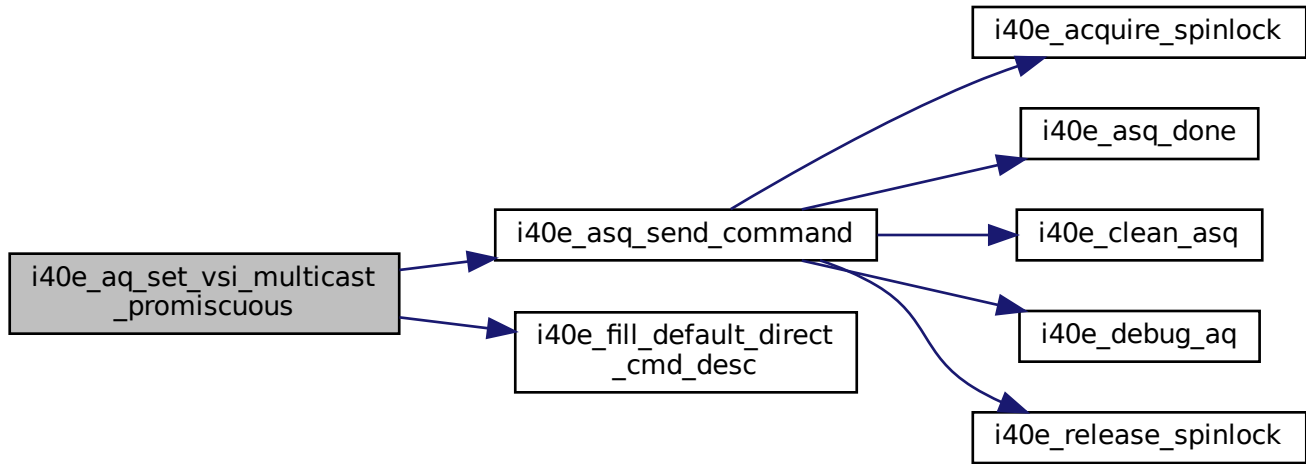 i40e_acquire_spinlock
i40e_asq_done
i40e_asq_send_command
i40e_clean_asq
i40e_aq_set_vsi_multicast
_promiscuous
i40e_debug_aq
i40e_fill_default_direct
_cmd_desc
i40e_release_spinlock